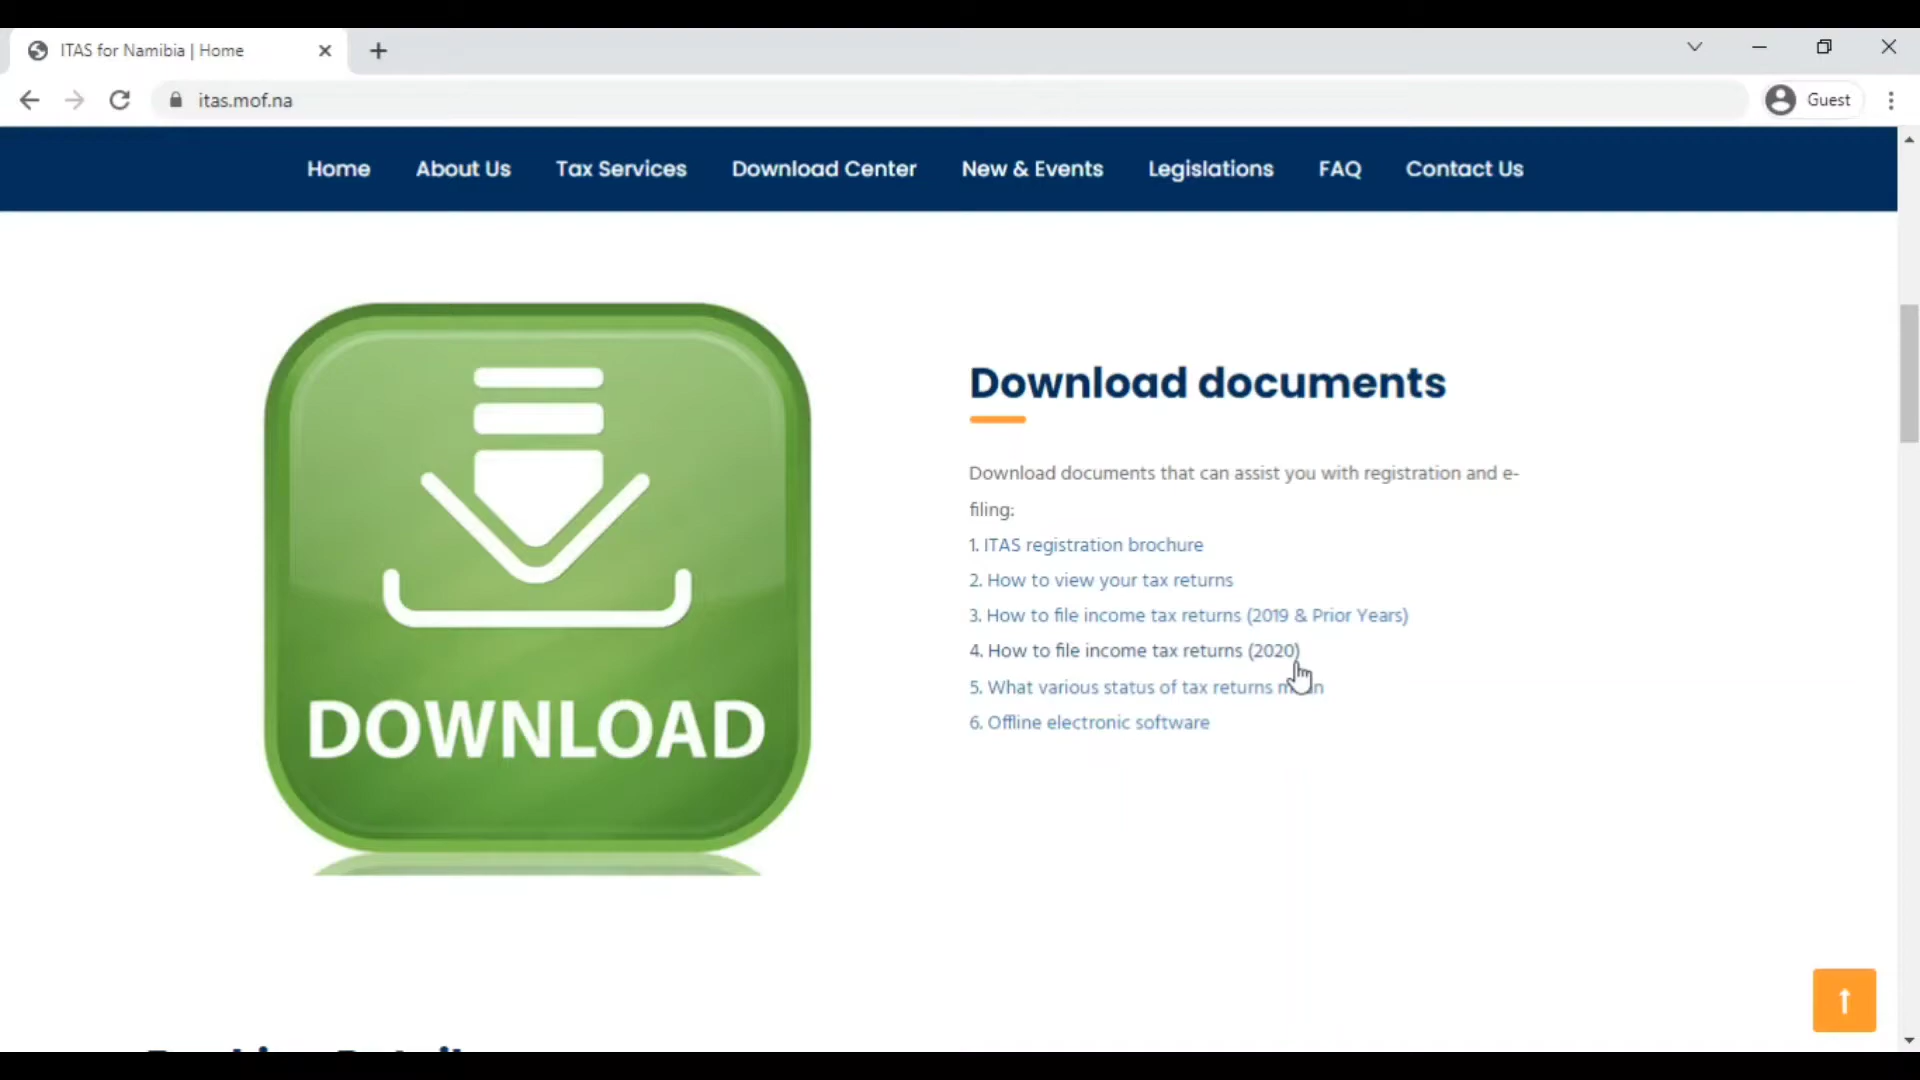 ITAS for Namibia | Home
itas.mof.na
Guest
Home About Us Tax Services Download Center New & Events Legislations FAQ Contact Us
DOWNLOAD
Download documents
Download documents that can assist you with registration and e-
filing:
1. ITAS registration brochure
2. How to view your tax returns
3. How to file income tax returns (2019 & Prior Years)
4. How to file income tax returns (2020)
5. What various status of tax returns
6. Offline electronic software